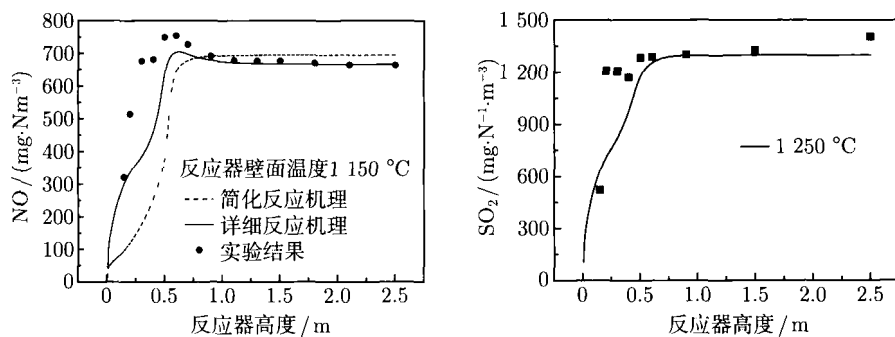 800
700
600
500
400
300
200
100
0
NO / (mg·Nm⁻³)
反应器壁面温度1 150 °C
简化反应机理
详细反应机理
实验结果
0 0.5 1.0 1.5 2.0 2.5
反应器高度 / m
1 500
1 200
900
600
300
0
SO₂ / (mg·N⁻¹·m⁻³)
1 250 °C
0 0.5 1.0 1.5 2.0 2.5
反应器高度 / m